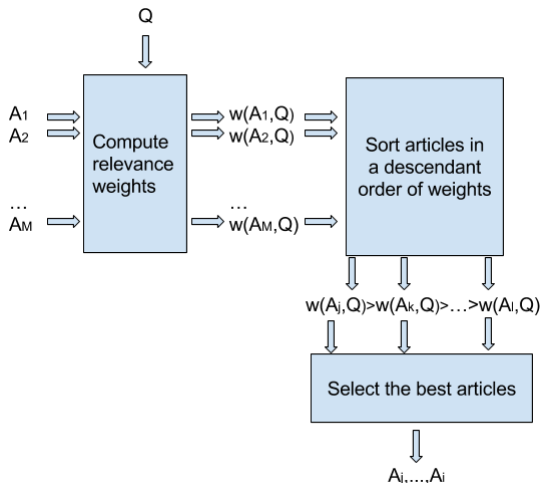 Q
A1
A2
...
AM
Compute
relevance
weights
w(A1,Q)
w(A2,Q)
...
w(AM,Q)
Sort articles in
a descendant
order of weights
w(Aj,Q)>w(Ak,Q)>...>w(Al,Q)
Select the best articles
Aj,...,Ai